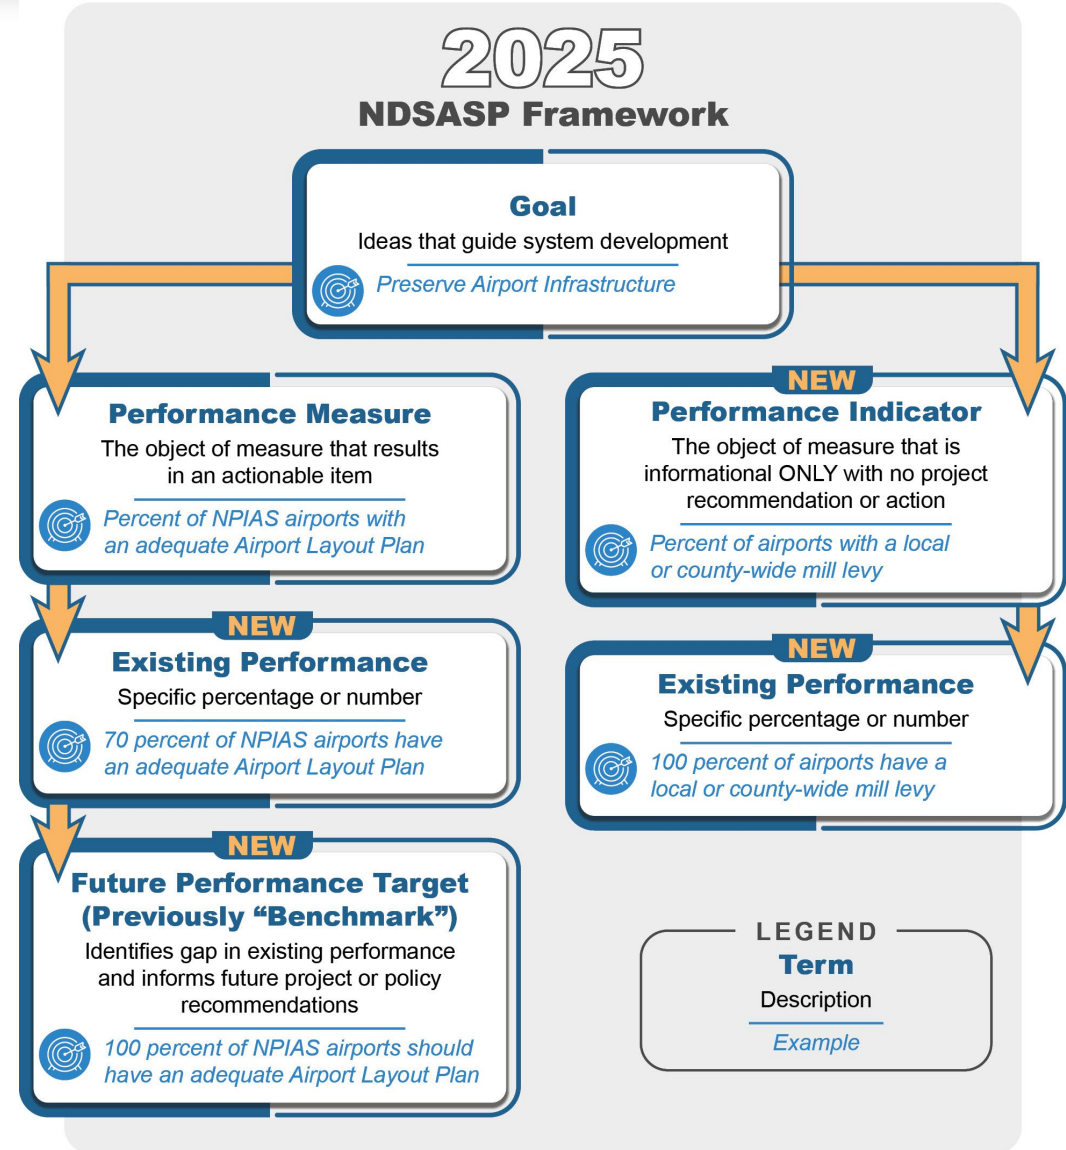 2025
NDSASP Framework
Goal
Ideas that guide system development
Preserve Airport Infrastructure
Performance Measure
The object of measure that results
in an actionable item
Percent of NPIAS airports with
an adequate Airport Layout Plan
NEW
Existing Performance
Specific percentage or number
70 percent of NPIAS airports have
an adequate Airport Layout Plan
NEW
Future Performance Target
(Previously “Benchmark”)
Identifies gap in existing performance
and informs future project or policy
recommendations
100 percent of NPIAS airports should
have an adequate Airport Layout Plan
NEW
Performance Indicator
The object of measure that is
informational ONLY with no project
recommendation or action
Percent of airports with a local
or county-wide mill levy
NEW
Existing Performance
Specific percentage or number
100 percent of airports have a
local or county-wide mill levy
LEGEND
Term
Description
Example